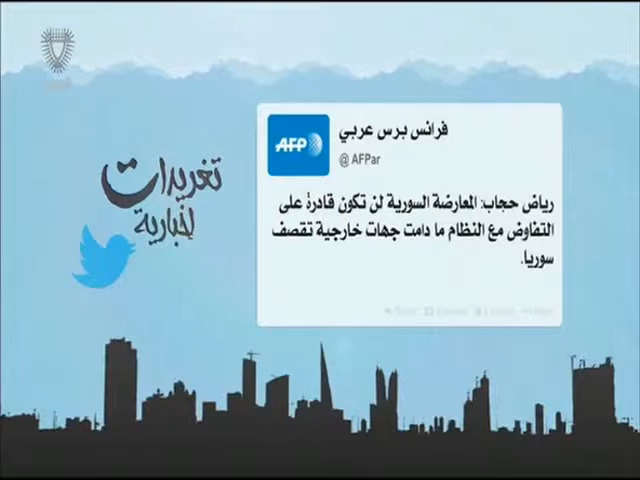 تغريدات
إخبارية
AFP
فرانس برس عربي
@AFPar
رياض حجاب: المعارضة السورية لن تكون قادرة على
التفاوض مع النظام ما دامت جهات خارجية تقصف
سوريا.